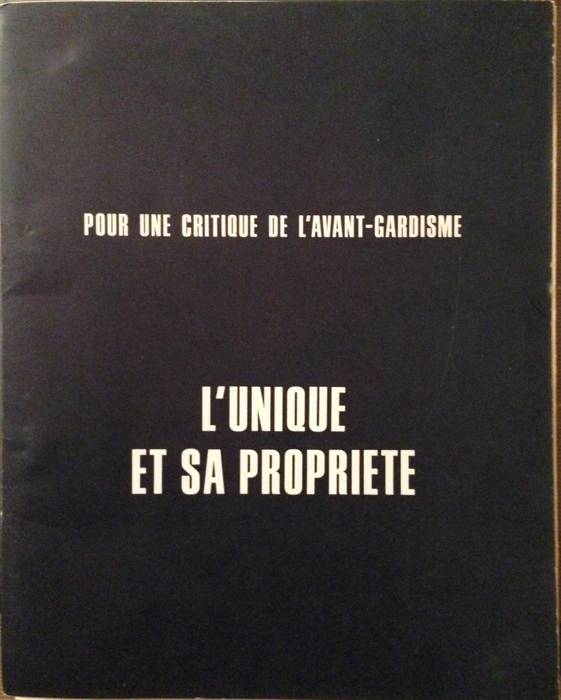 POUR UNE CRITIQUE DE L'AVANT-GARDISME
L'UNIQUE
ET SA PROPRIETE